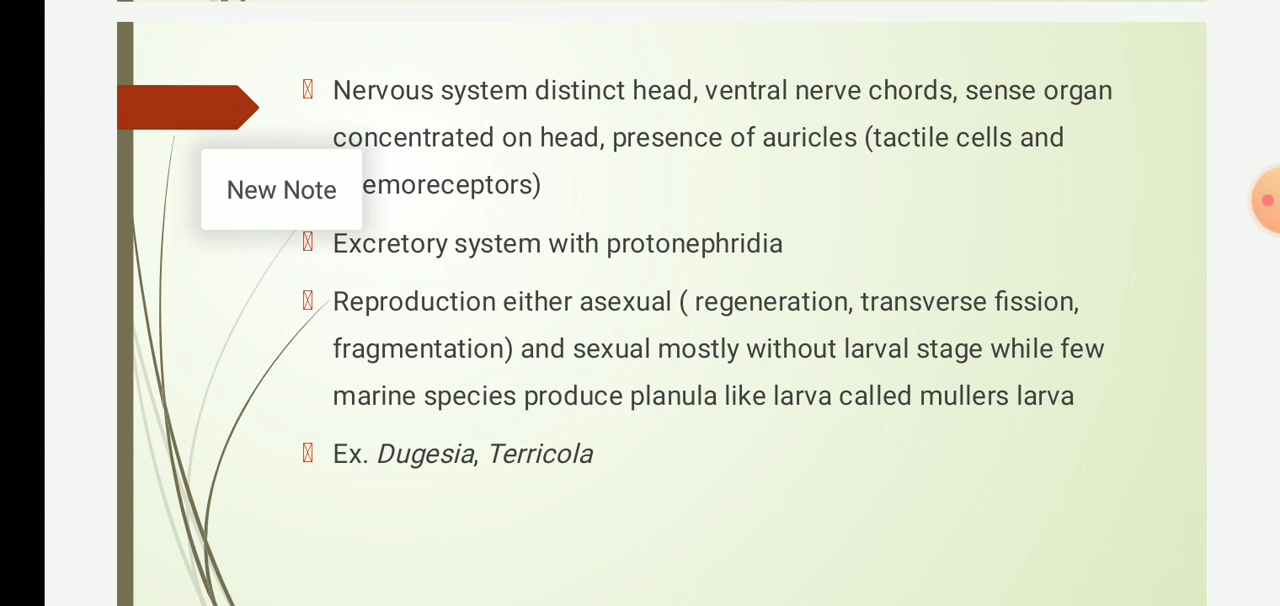 Nervous system distinct head, ventral nerve chords, sense organ
concentrated on head, presence of auricles (tactile cells and
New Note
emoreceptors)
Excretory system with protonephridia
Reproduction either asexual ( regeneration, transverse fission,
fragmentation) and sexual mostly without larval stage while few
marine species produce planula like larva called mullers larva
Ex. Dugesia, Terricola